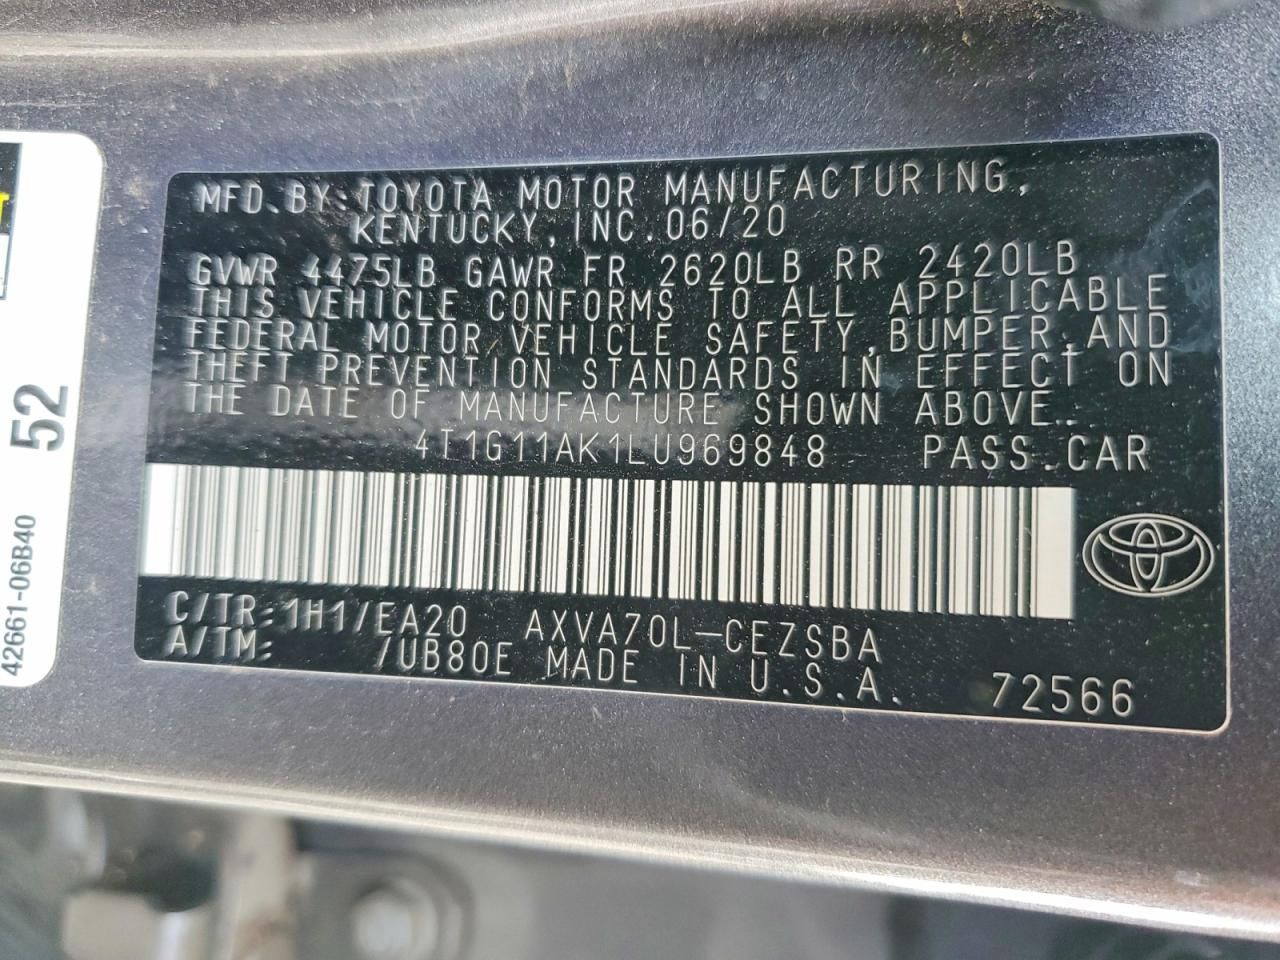 MFD.BY:TOYOTA MOTOR MANUFACTURING,
KENTUCKY,INC.06/20
GVWR 4475LB GAWR FR 2620LB RR 2420LB
THIS VEHICLE CONFORMS TO ALL APPLICABLE
FEDERAL MOTOR VEHICLE SAFETY,BUMPER,AND
THEFT PREVENTION STANDARDS IN EFFECT ON
THE DATE OF MANUFACTURE SHOWN ABOVE..
4T1G11AK1LU969848 PASS.CAR
C/TR:1H1/EA20 AXVA70L-CEZSBA
A/TM: /UB80E MADE IN U.S.A. 72566
52
42661-06B40